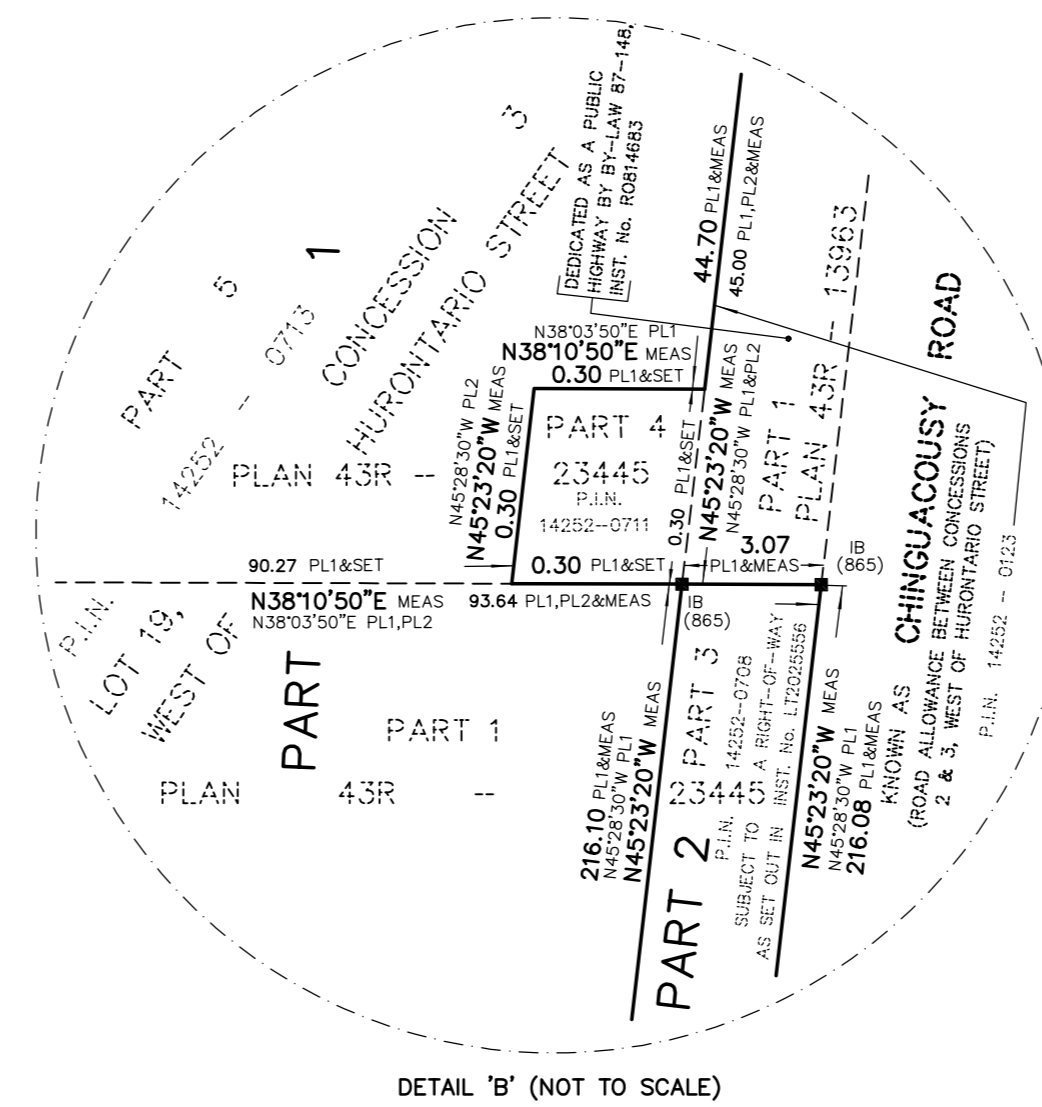 DEDICATED AS A PUBLIC
HIGHWAY BY BY-LAW 87-148,
INST. No. RO814683
44.70 PL1&MEAS
45.00 PL1,PL2&MEAS
3
HURONTARIO STREET
CONCESSION
1
5
PART
14252 -- 0713
N38°03'50"E PL1
N38°10'50"E MEAS
0.30 PL1&SET
N45°28'30"W PL2
N45°23'20"W MEAS
0.30 PL1&SET
PART 4
23445
P.I.N.
14252--0711
PLAN 43R --
0.30 PL1&SET
N45°23'20"W MEAS
N45°28'30"W PL1&PL2
PART 1
PLAN 43R -- 13963
90.27 PL1&SET
0.30 PL1&SET
3.07
PL1&MEAS
IB
(865)
N38°10'50"E MEAS
N38°03'50"E PL1,PL2
93.64 PL1,PL2&MEAS
IB
(865)
P.I.N.
LOT 19,
WEST OF
PART
PART 1
PLAN 43R --
216.10 PL1&MEAS
N45°28'30"W PL1
N45°23'20"W MEAS
PART 2
PART 3
23445
P.I.N. 14252--0708
SUBJECT TO A RIGHT-OF-WAY
AS SET OUT IN INST. No. LT2025556
N45°23'20"W MEAS
N45°28'30"W PL1
216.08 PL1&MEAS
KNOWN AS CHINGUACOUSY ROAD
(ROAD ALLOWANCE BETWEEN CONCESSIONS
2 & 3, WEST OF HURONTARIO STREET)
P.I.N. 14252 -- 0123
DETAIL 'B' (NOT TO SCALE)